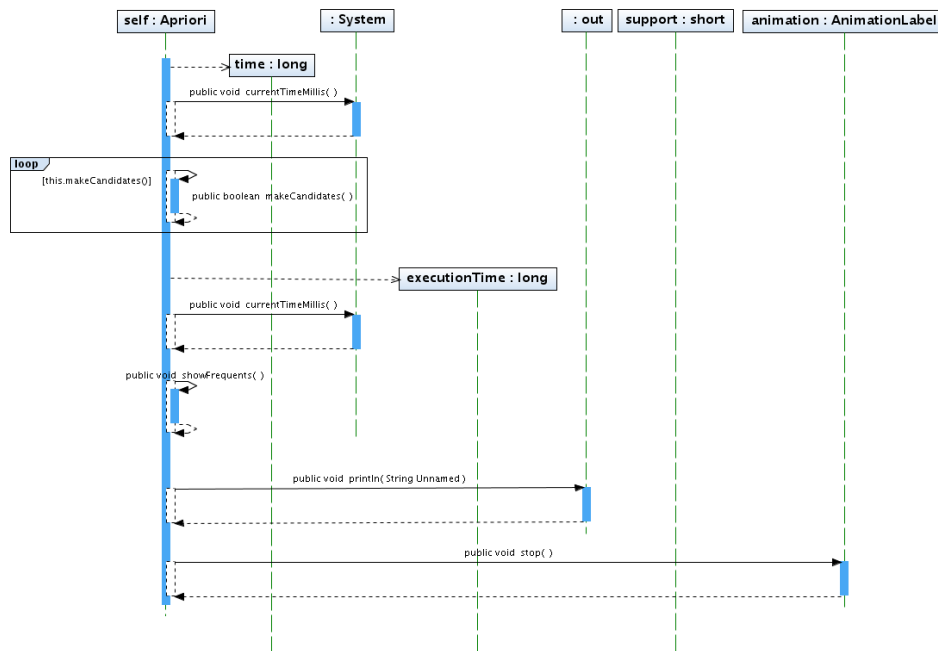 self : Apriori
: System
: out
support : short
animation : AnimationLabel
time : long
public void currentTimeMillis( )
loop
[this.makeCandidates()]
public boolean makeCandidates( )
executionTime : long
public void currentTimeMillis( )
public void showFrequents( )
public void println( String Unnamed )
public void stop( )